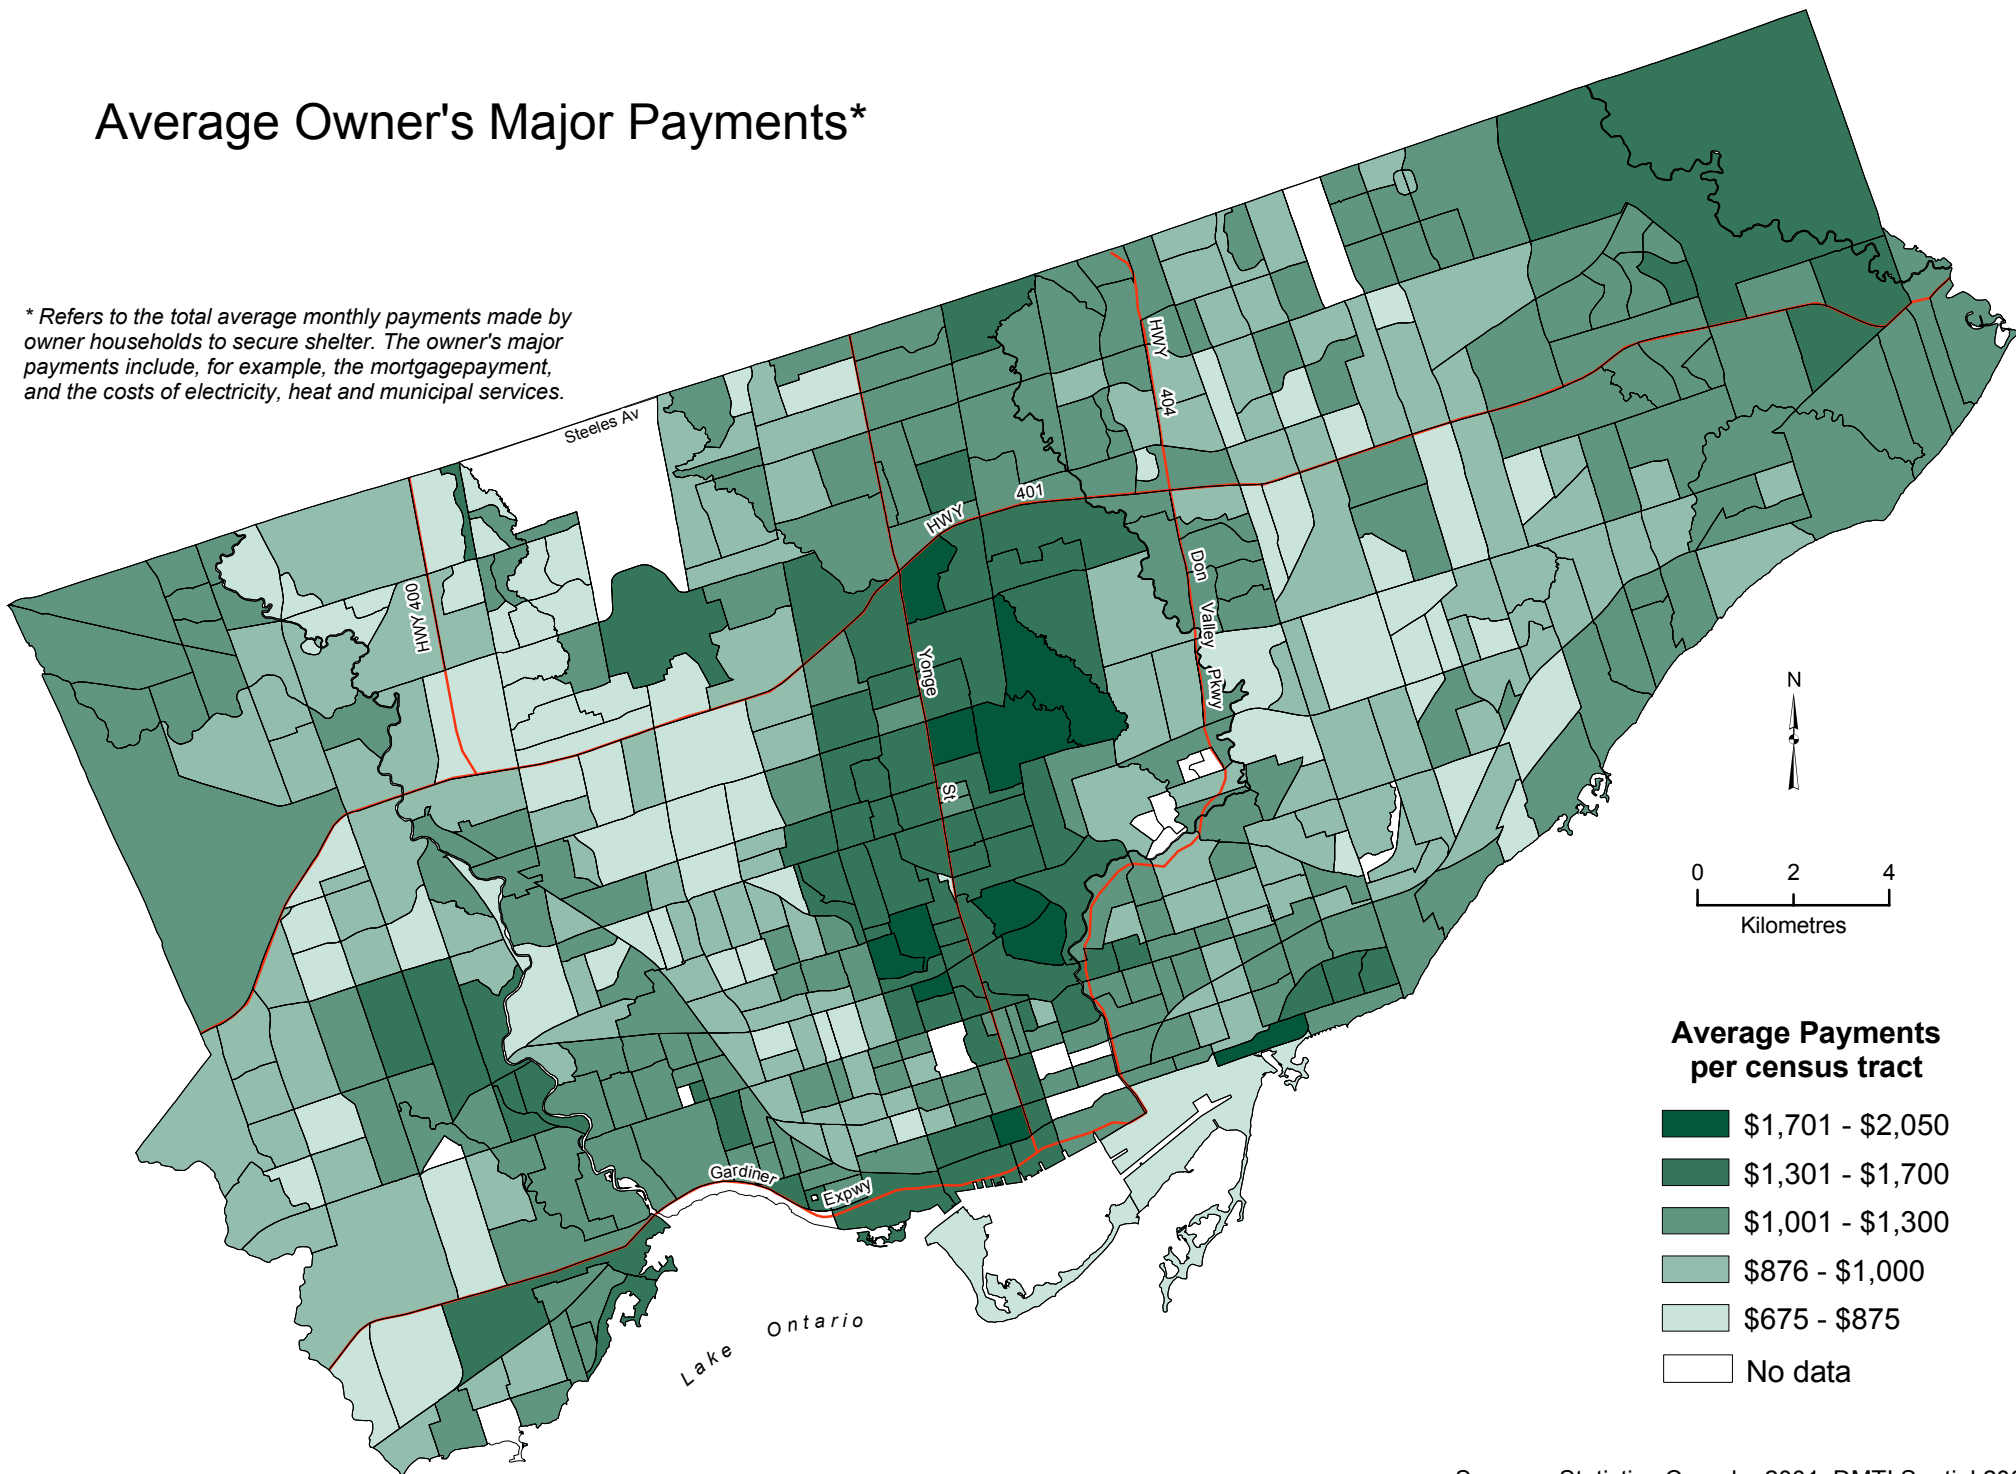 Average Owner's Major Payments*
* Refers to the total average monthly payments made by
owner households to secure shelter. The owner's major
payments include, for example, the mortgagepayment,
and the costs of electricity, heat and municipal services.
Steeles Av
HWY 400
HWY 404
HWY 401
Don Valley Pkwy
Yonge St
Gardiner Expwy
Lake Ontario
N
0 2 4
Kilometres
Average Payments
per census tract
$1,701 - $2,050
$1,301 - $1,700
$1,001 - $1,300
$876 - $1,000
$675 - $875
No data